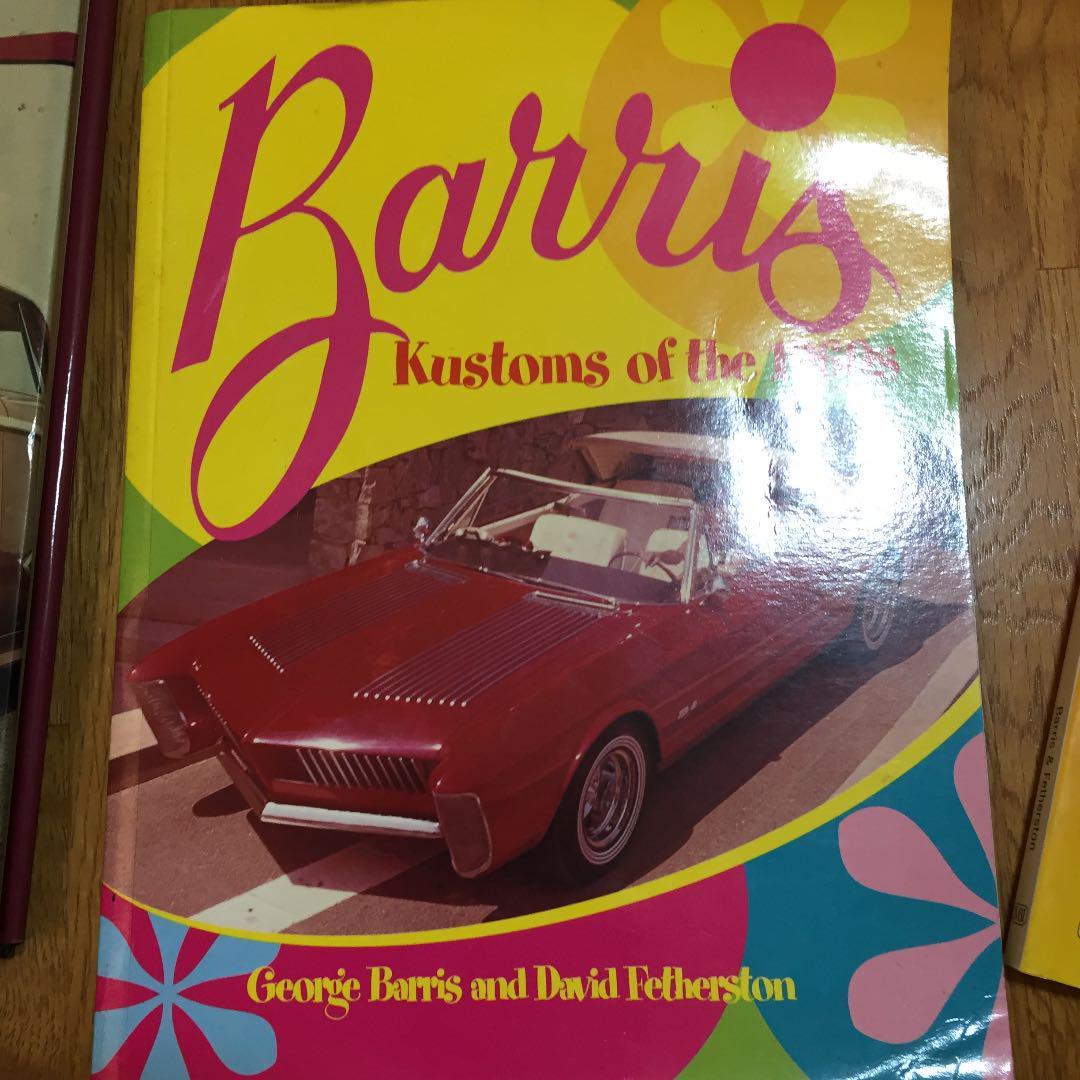 Barris
Kustoms of the
George Barris and David Fetherston
Barris & Fetherston